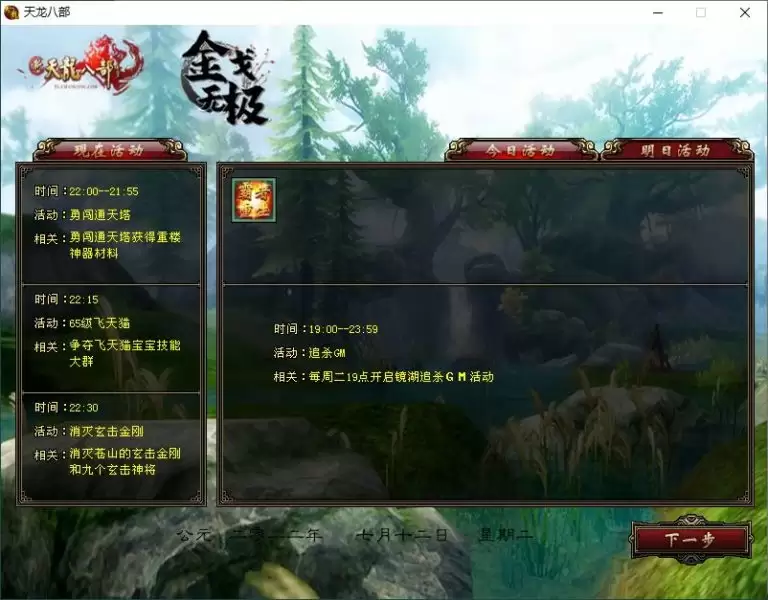 天龙八部
新天龍八部
金戈无极
现在活动
今日活动
明日活动
时间：22:00--21:55
活动：勇闯通天塔
相关：勇闯通天塔获得重楼
神器材料
时间：22:15
活动：65级飞天猫
相关：争夺飞天猫宝宝技能
大群
时间：22:30
活动：消灭玄击金刚
相关：消灭苍山的玄击金刚
和九个玄击神将
时间：19:00--23:59
活动：追杀GM
相关：每周二19点开启镜湖追杀ＧＭ活动
公元 二零二二年 七月十二日 星期二
下一步